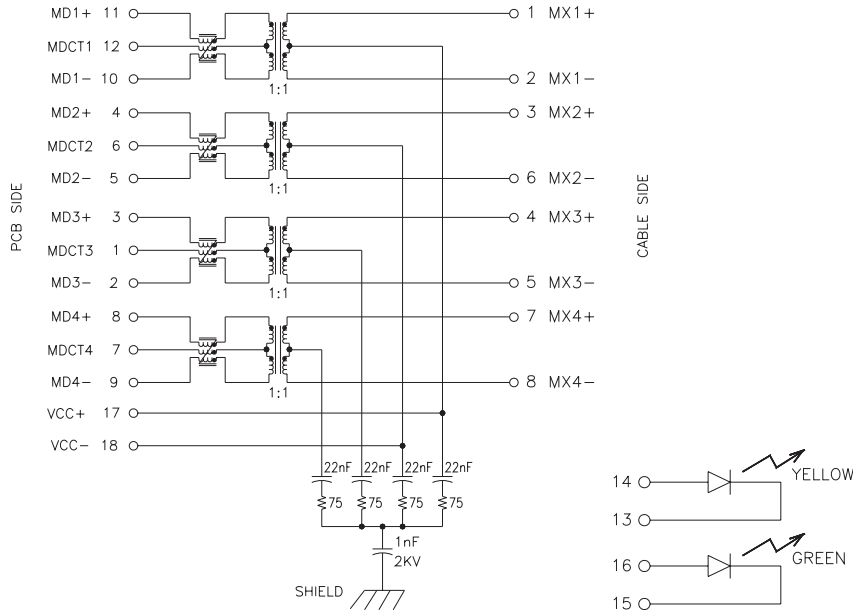 MD1+ 11 1 MX1+
MDCT1 12
MD1- 10 2 MX1-
1:1
MD2+ 4 3 MX2+
MDCT2 6
MD2- 5 6 MX2-
1:1
PCB SIDE
CABLE SIDE
MD3+ 3 4 MX3+
MDCT3 1
MD3- 2 5 MX3-
1:1
MD4+ 8 7 MX4+
MDCT4 7
MD4- 9 8 MX4-
1:1
VCC+ 17
VCC- 18
22nF 22nF 22nF 22nF
75 75 75 75
1nF
2KV
SHIELD
14 YELLOW
13
16 GREEN
15